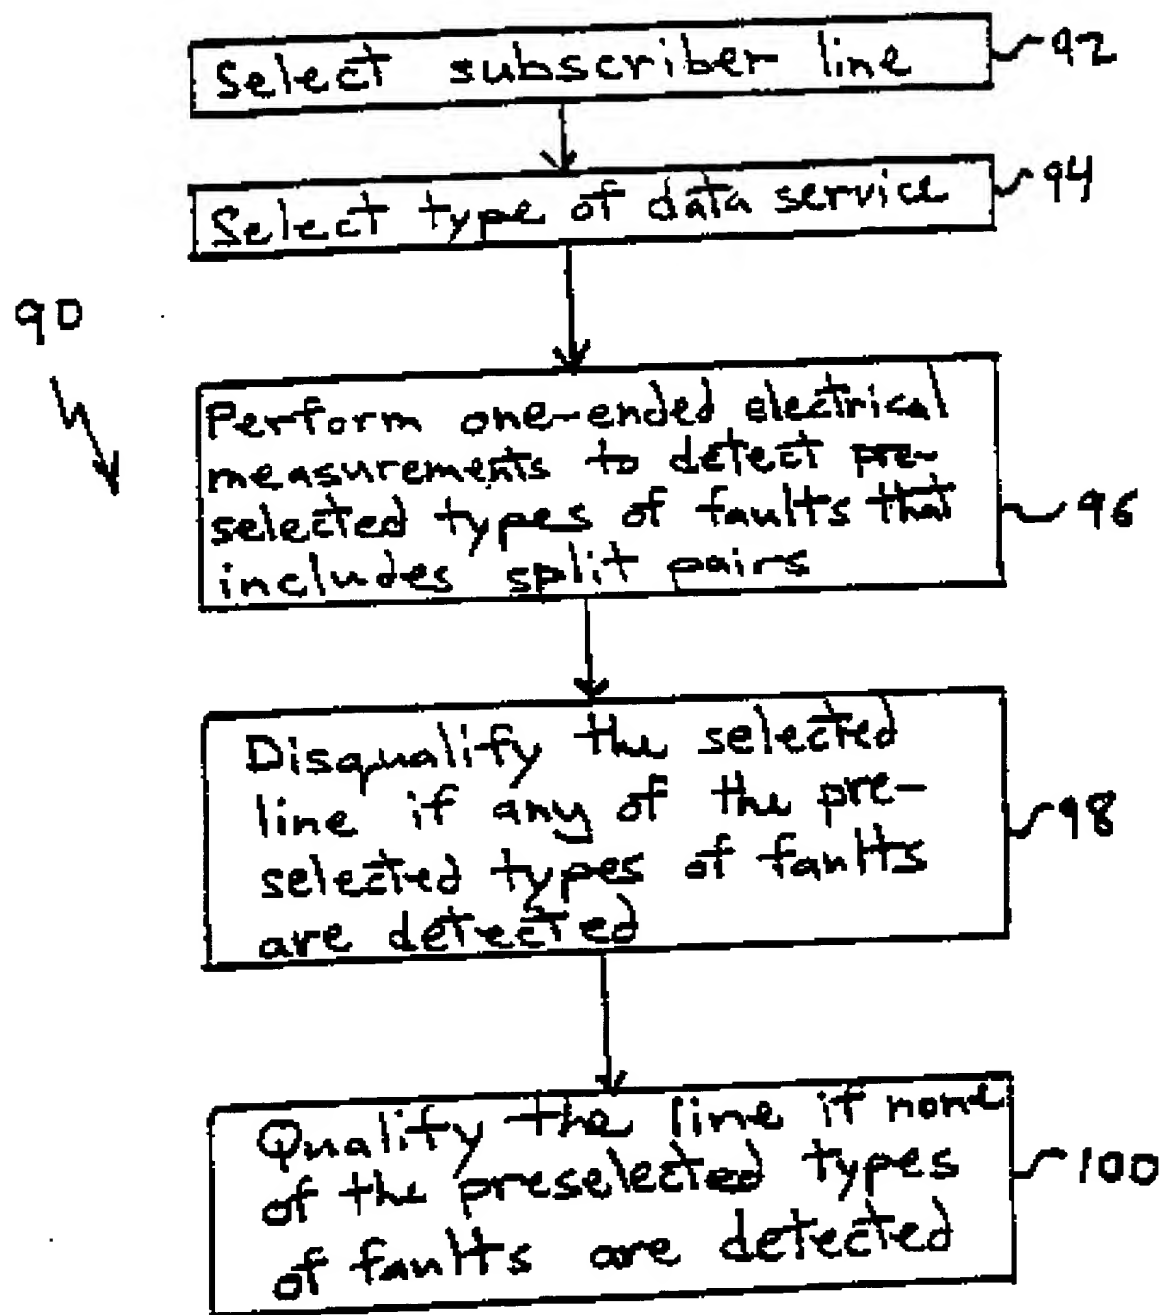 Select subscriber line
92
Select type of data service
94
90
Perform one-ended electrical
measurements to detect pre-
selected types of faults that
includes split pairs
96
Disqualify the selected
line if any of the pre-
selected types of faults
are detected
98
Qualify the line if none
of the preselected types
of faults are detected
100